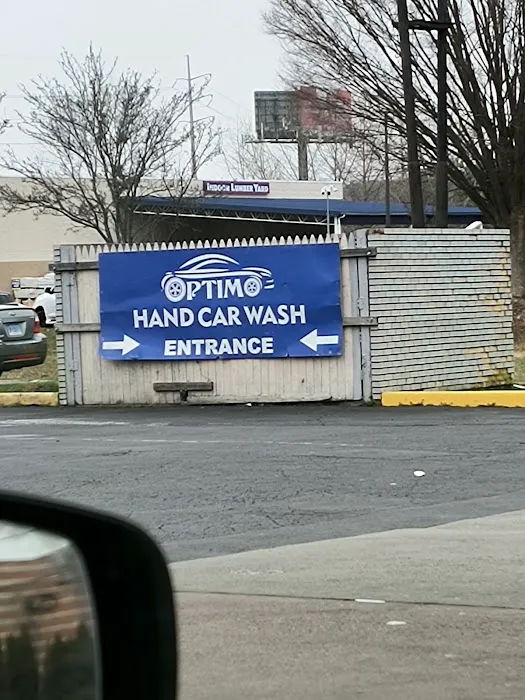 INDOOR LUMBER YARD
OPTIMO
HAND CAR WASH
ENTRANCE